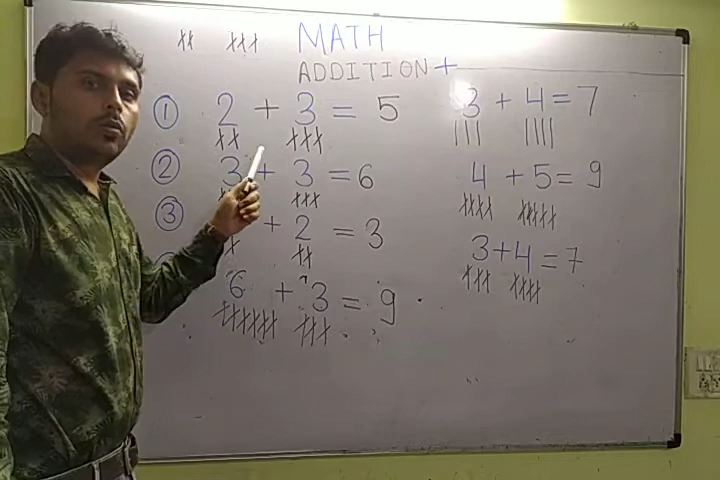 MATH
ADDITION +
① 2 + 3 = 5
② 3 + 3 = 6
③ + 2 = 3
6 + 3 = 9
3 + 4 = 7
4 + 5 = 9
3 + 4 = 7